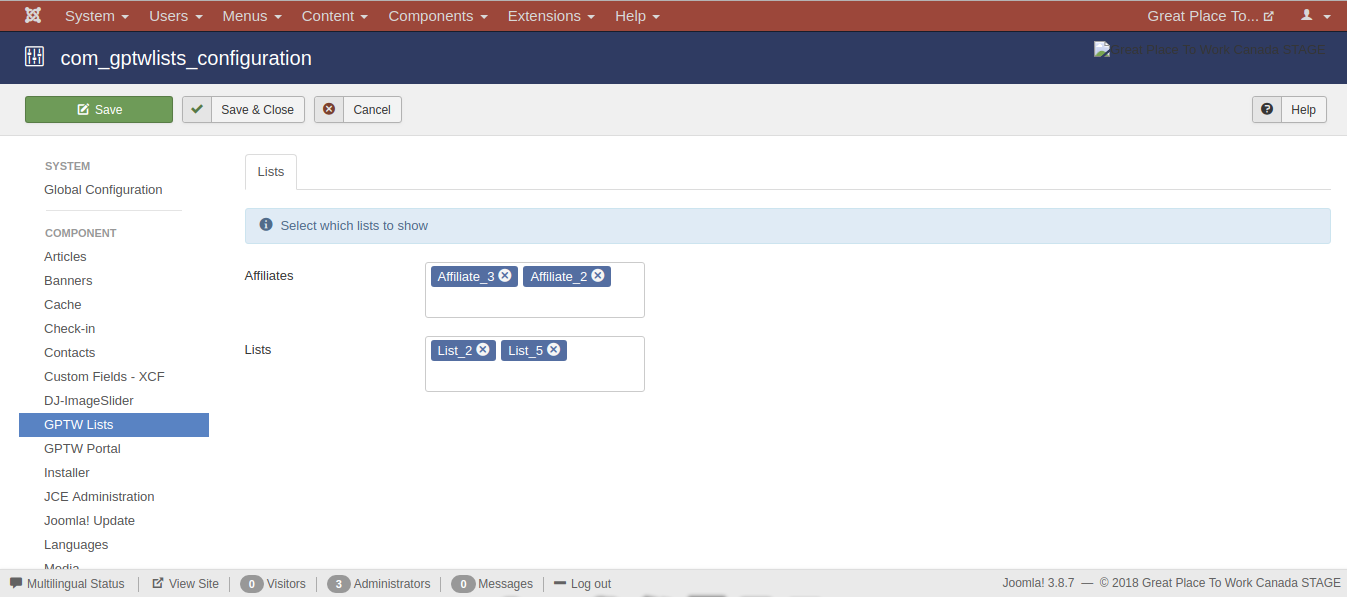 System Users Menus Content Components Extensions Help Great Place To...
com_gptwlists_configuration Great Place To Work Canada STAGE
Save Save & Close Cancel Help
SYSTEM
Global Configuration
COMPONENT
Articles
Banners
Cache
Check-in
Contacts
Custom Fields - XCF
DJ-ImageSlider
GPTW Lists
GPTW Portal
Installer
JCE Administration
Joomla! Update
Languages
Media
Lists
Select which lists to show
Affiliates Affiliate_3 Affiliate_2
Lists List_2 List_5
Multilingual Status View Site 0 Visitors 3 Administrators 0 Messages Log out Joomla! 3.8.7 — © 2018 Great Place To Work Canada STAGE